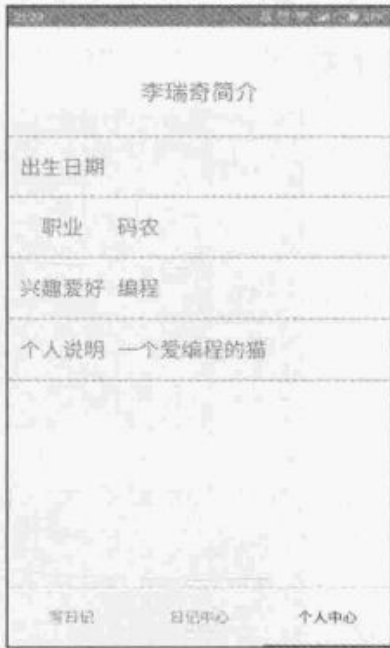 李瑞奇简介
出生日期
职业 码农
兴趣爱好 编程
个人说明 一个爱编程的猫
写日记 日记中心 个人中心